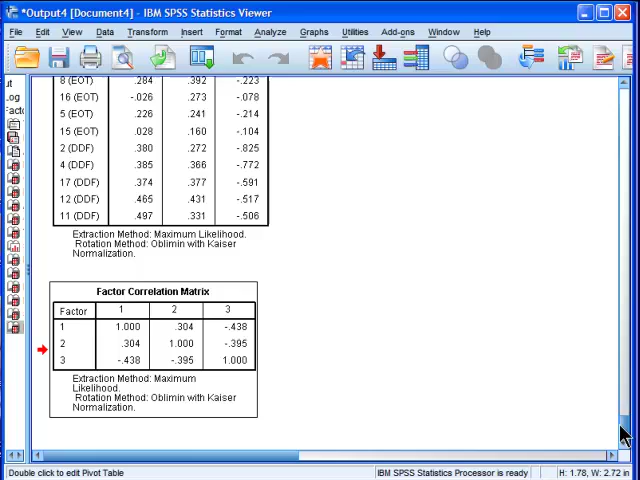 *Output4 [Document4] - IBM SPSS Statistics Viewer
File Edit View Data Transform Insert Format Analyze Graphs Utilities Add-ons Window Help
ut
Log
Facto
8 (EOT) .284 .392 -.223
16 (EOT) -.026 .273 -.078
5 (EOT) .226 .241 -.214
15 (EOT) .028 .160 -.104
2 (DDF) .380 .272 -.825
4 (DDF) .385 .366 -.772
17 (DDF) .374 .377 -.591
12 (DDF) .465 .431 -.517
11 (DDF) .497 .331 -.506
Extraction Method: Maximum Likelihood.
Rotation Method: Oblimin with Kaiser
Normalization.
Factor Correlation Matrix
Factor 1 2 3
1 1.000 .304 -.438
2 .304 1.000 -.395
3 -.438 -.395 1.000
Extraction Method: Maximum
Likelihood.
Rotation Method: Oblimin with Kaiser
Normalization.
Double click to edit Pivot Table
IBM SPSS Statistics Processor is ready
H: 1.78, W: 2.72 in